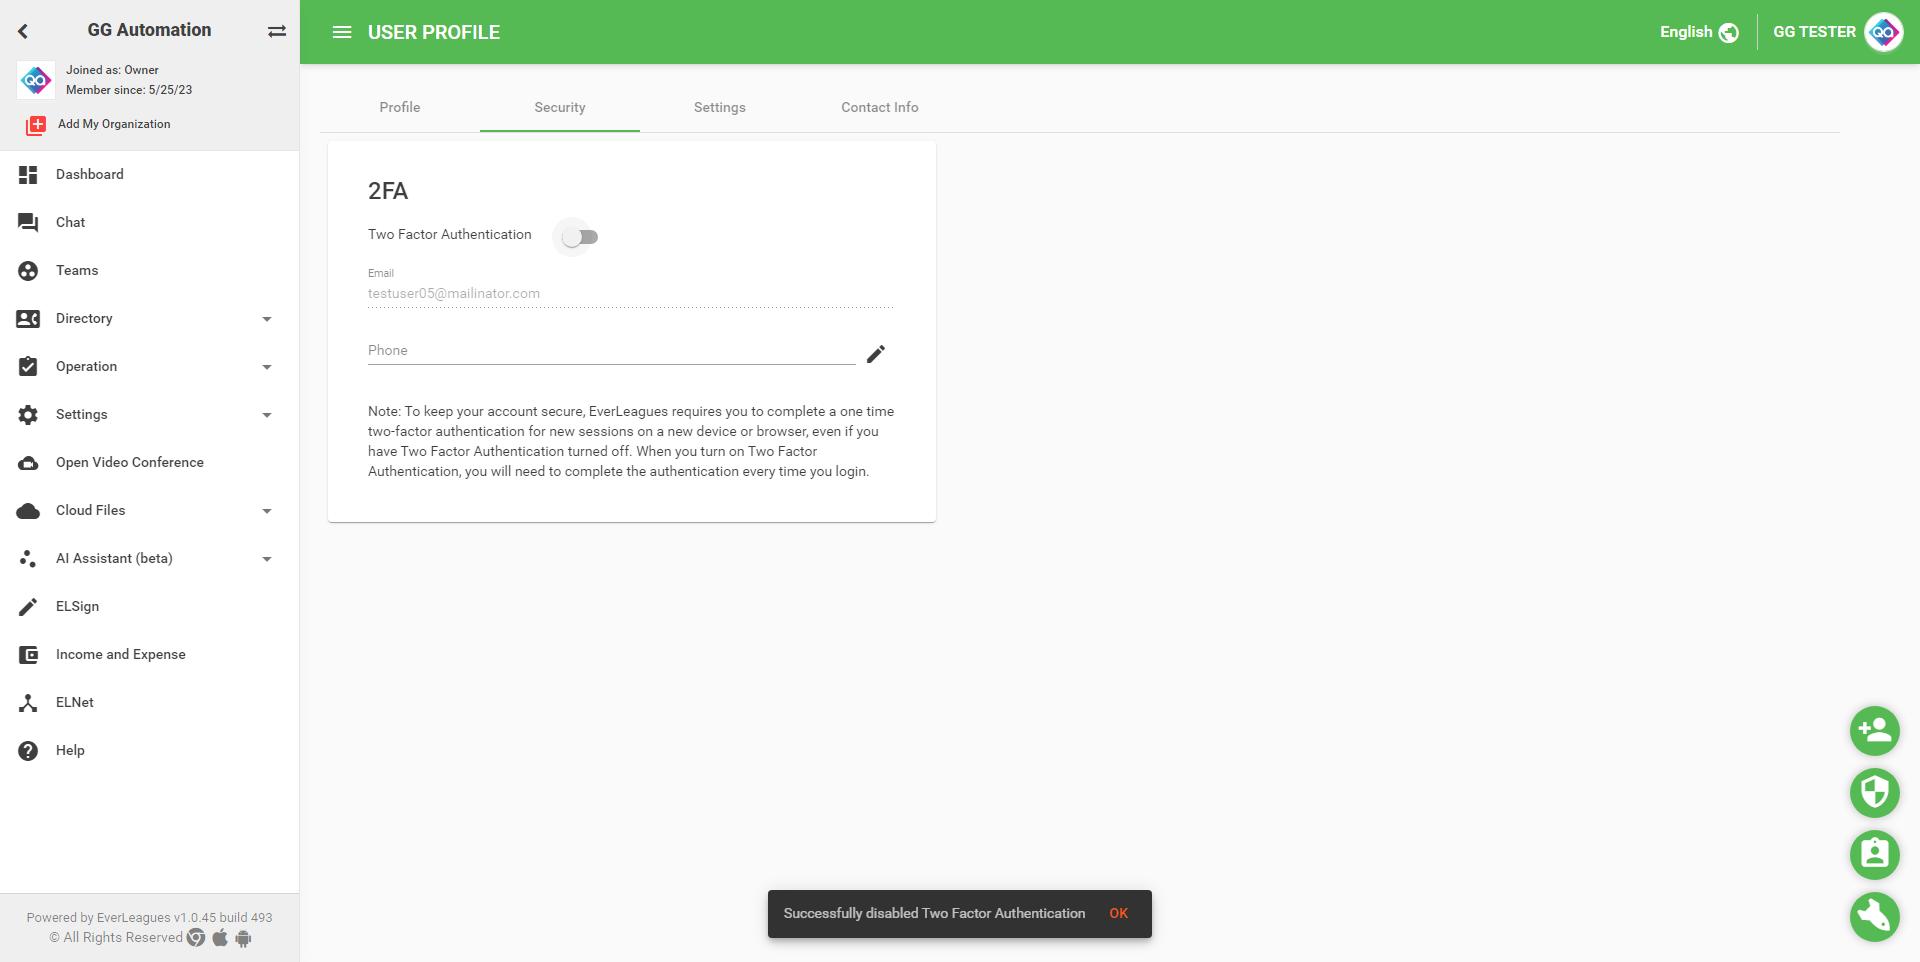 GG Automation
Joined as: Owner
Member since: 5/25/23
Add My Organization
Dashboard
Chat
Teams
Directory
Operation
Settings
Open Video Conference
Cloud Files
AI Assistant (beta)
ELSign
Income and Expense
ELNet
Help
Powered by EverLeagues v1.0.45 build 493
© All Rights Reserved
USER PROFILE
English
GG TESTER
Profile
Security
Settings
Contact Info
2FA
Two Factor Authentication
Email
testuser05@mailinator.com
Phone
Note: To keep your account secure, EverLeagues requires you to complete a one time
two-factor authentication for new sessions on a new device or browser, even if you
have Two Factor Authentication turned off. When you turn on Two Factor
Authentication, you will need to complete the authentication every time you login.
Successfully disabled Two Factor Authentication OK